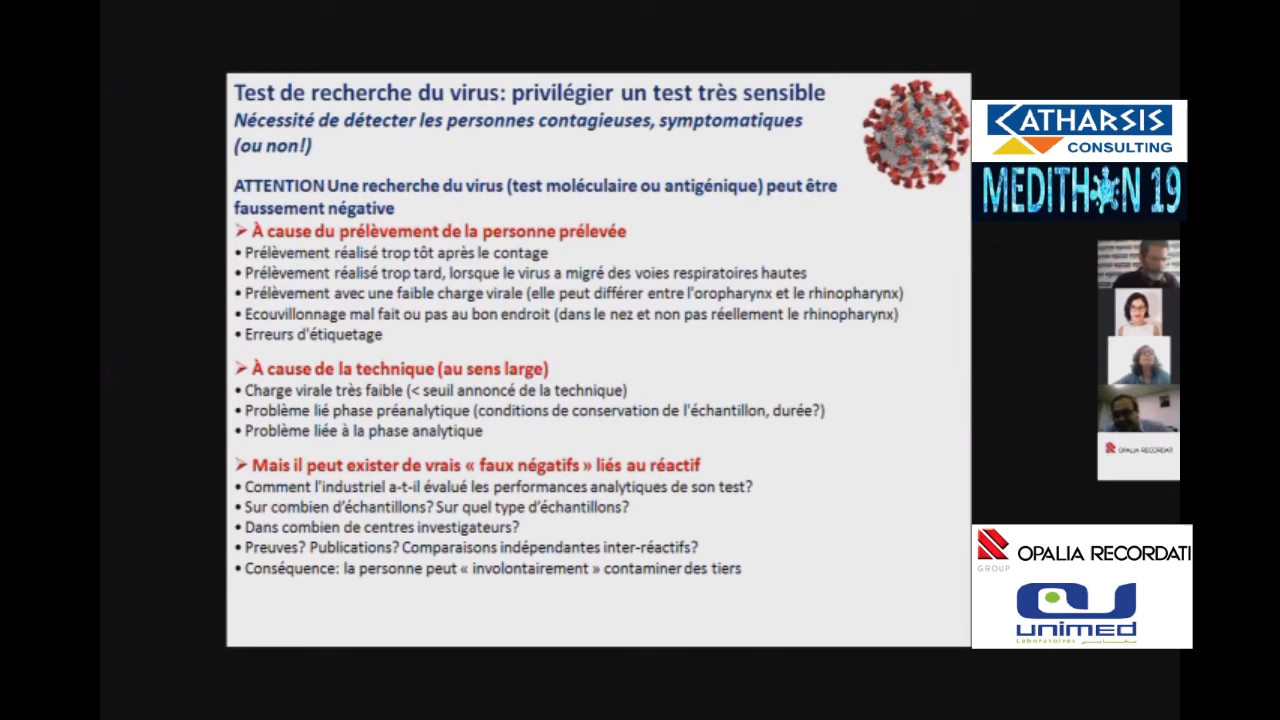 Test de recherche du virus: privilégier un test très sensible
Nécessité de détecter les personnes contagieuses, symptomatiques
(ou non!)
ATTENTION Une recherche du virus (test moléculaire ou antigénique) peut être
faussement négative
➢ À cause du prélèvement de la personne prélevée
• Prélèvement réalisé trop tôt après le contage
• Prélèvement réalisé trop tard, lorsque le virus a migré des voies respiratoires hautes
• Prélèvement avec une faible charge virale (elle peut différer entre l'oropharynx et le rhinopharynx)
• Ecouvillonnage mal fait ou pas au bon endroit (dans le nez et non pas réellement le rhinopharynx)
• Erreurs d'étiquetage
➢ À cause de la technique (au sens large)
• Charge virale très faible (< seuil annoncé de la technique)
• Problème lié phase préanalytique (conditions de conservation de l'échantillon, durée?)
• Problème liée à la phase analytique
➢ Mais il peut exister de vrais « faux négatifs » liés au réactif
• Comment l'industriel a-t-il évalué les performances analytiques de son test?
• Sur combien d'échantillons? Sur quel type d'échantillons?
• Dans combien de centres investigateurs?
• Preuves? Publications? Comparaisons indépendantes inter-réactifs?
• Conséquence: la personne peut « involontairement » contaminer des tiers
KATHARSIS
CONSULTING
MEDITHON 19
OPALIA RECORDATI
OPALIA RECORDATI
GROUP
unimed
Laboratoires مخابر